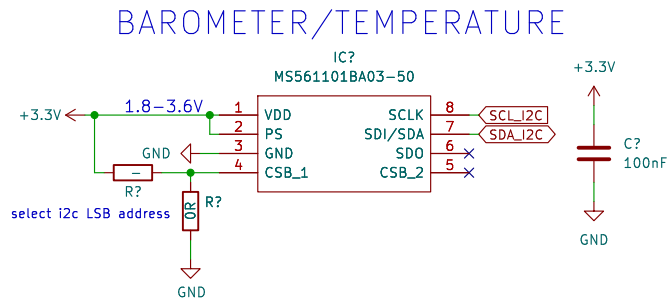 BAROMETER/TEMPERATURE
IC?
MS561101BA03-50
+3.3V
1.8-3.6V
1 VDD
2 PS
GND 3 GND
4 CSB_1
SCLK 8 SCL_I2C
SDI/SDA 7 SDA_I2C
SDO 6
CSB_2 5
-
R?
select i2c LSB address
0R
R?
GND
+3.3V
C?
100nF
GND